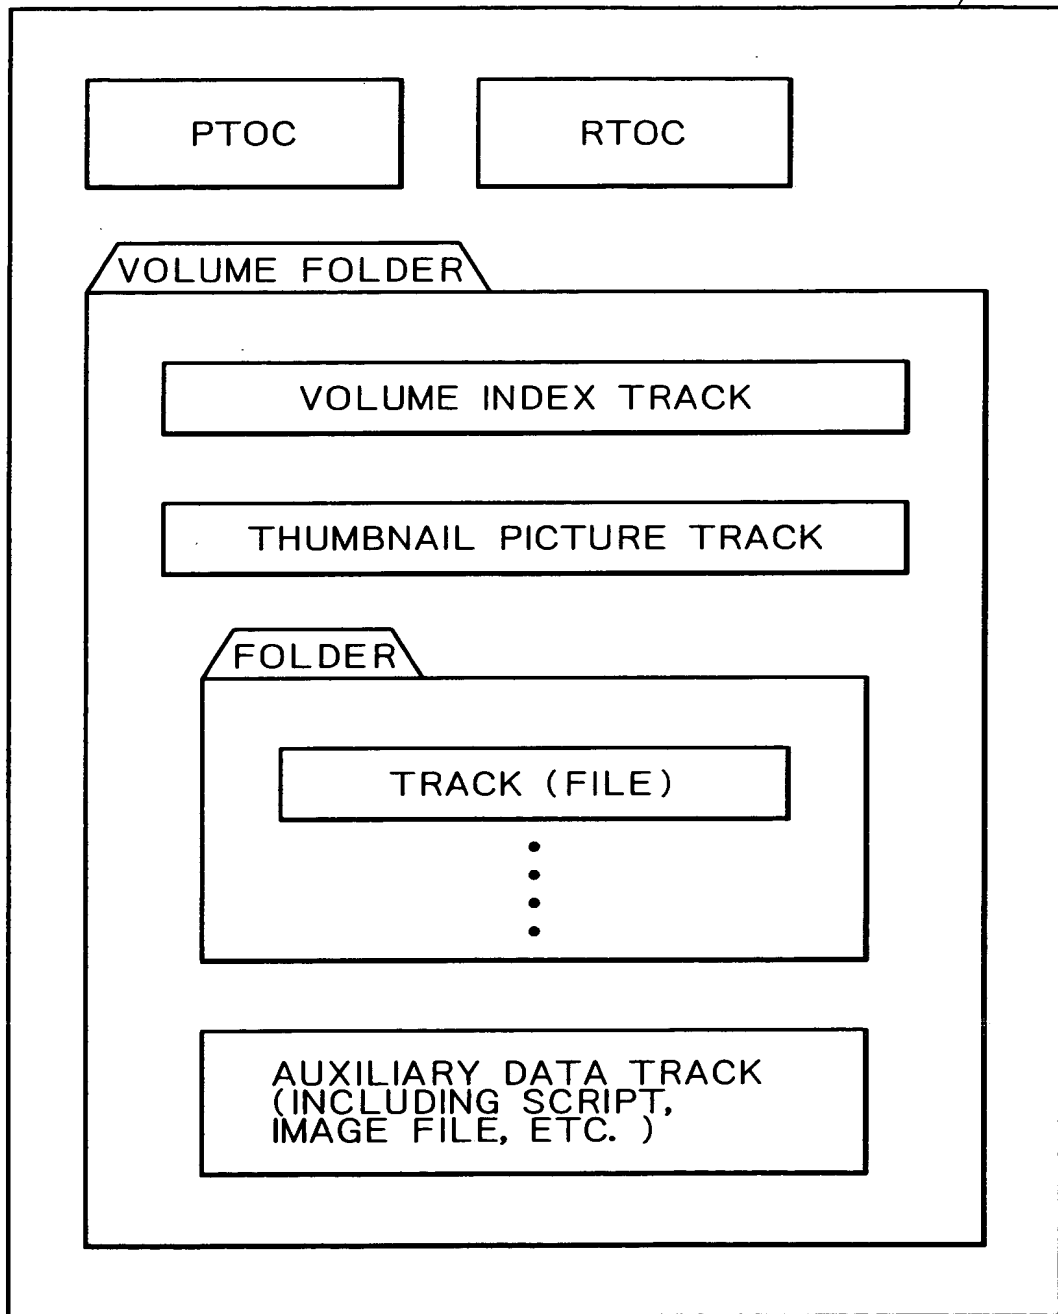 PTOC
RTOC
VOLUME FOLDER
VOLUME INDEX TRACK
THUMBNAIL PICTURE TRACK
FOLDER
TRACK (FILE)
AUXILIARY DATA TRACK
(INCLUDING SCRIPT,
IMAGE FILE, ETC. )